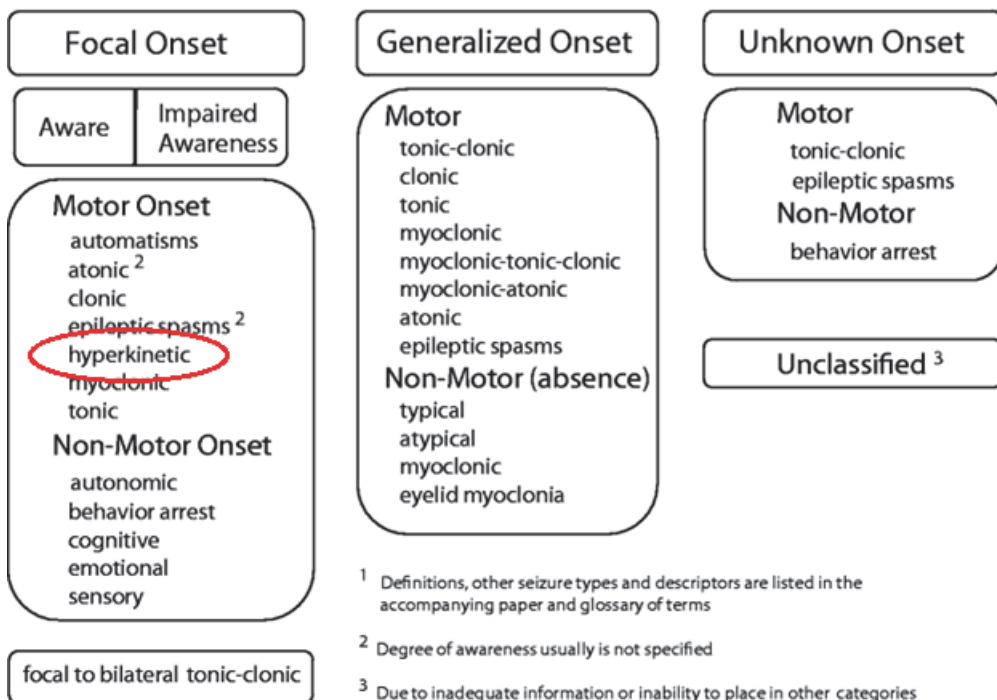 Focal Onset
Aware
Impaired
Awareness
Motor Onset
automatisms
atonic 2
clonic
epileptic spasms 2
hyperkinetic
myoclonic
tonic
Non-Motor Onset
autonomic
behavior arrest
cognitive
emotional
sensory
focal to bilateral tonic-clonic
Generalized Onset
Motor
tonic-clonic
clonic
tonic
myoclonic
myoclonic-tonic-clonic
myoclonic-atonic
atonic
epileptic spasms
Non-Motor (absence)
typical
atypical
myoclonic
eyelid myoclonia
Unknown Onset
Motor
tonic-clonic
epileptic spasms
Non-Motor
behavior arrest
Unclassified 3
1 Definitions, other seizure types and descriptors are listed in the
accompanying paper and glossary of terms
2 Degree of awareness usually is not specified
3 Due to inadequate information or inability to place in other categories